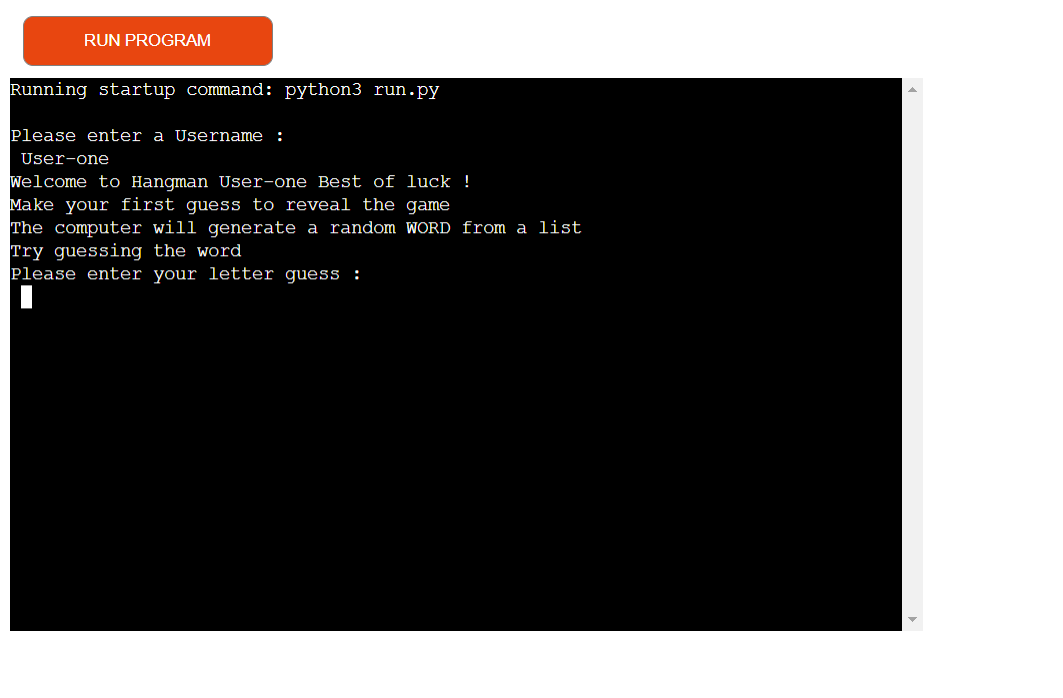 RUN PROGRAM
Running startup command: python3 run.py
Please enter a Username :
User-one
Welcome to Hangman User-one Best of luck !
Make your first guess to reveal the game
The computer will generate a random WORD from a list
Try guessing the word
Please enter your letter guess :